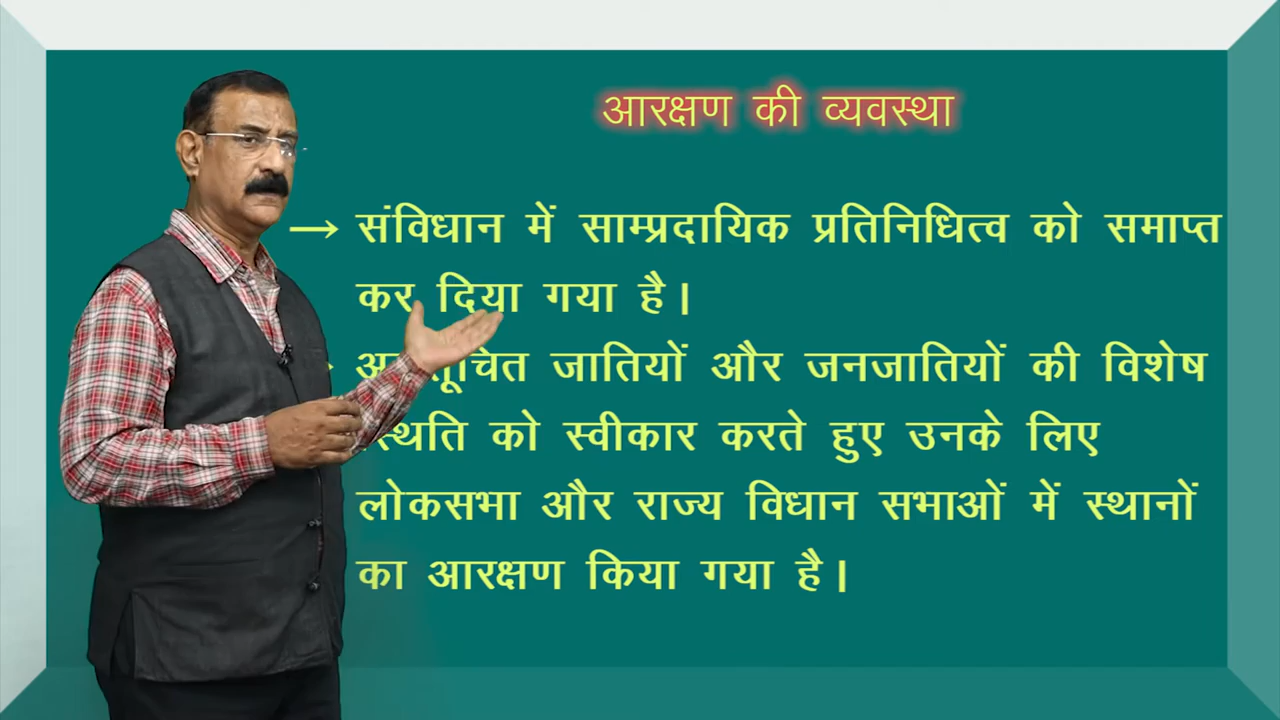 आरक्षण की व्यवस्था
→ संविधान में साम्प्रदायिक प्रतिनिधित्व को समाप्त
कर दिया गया है।
जातियों और जनजातियों की विशेष
को स्वीकार करते हुए उनके लिए
लोकसभा और राज्य विधान सभाओं में स्थानों
का आरक्षण किया गया है।